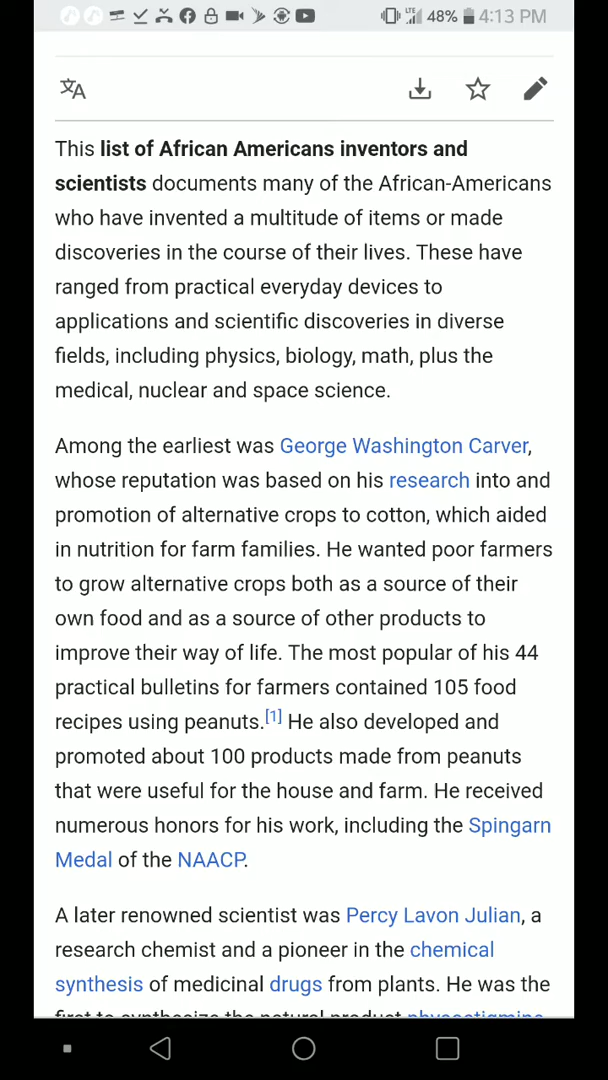 LTE 48% 4:13 PM
This list of African Americans inventors and
scientists documents many of the African-Americans
who have invented a multitude of items or made
discoveries in the course of their lives. These have
ranged from practical everyday devices to
applications and scientific discoveries in diverse
fields, including physics, biology, math, plus the
medical, nuclear and space science.
Among the earliest was George Washington Carver,
whose reputation was based on his research into and
promotion of alternative crops to cotton, which aided
in nutrition for farm families. He wanted poor farmers
to grow alternative crops both as a source of their
own food and as a source of other products to
improve their way of life. The most popular of his 44
practical bulletins for farmers contained 105 food
recipes using peanuts.[1] He also developed and
promoted about 100 products made from peanuts
that were useful for the house and farm. He received
numerous honors for his work, including the Spingarn
Medal of the NAACP.
A later renowned scientist was Percy Lavon Julian, a
research chemist and a pioneer in the chemical
synthesis of medicinal drugs from plants. He was the
first to synthesize the natural product physostigmine